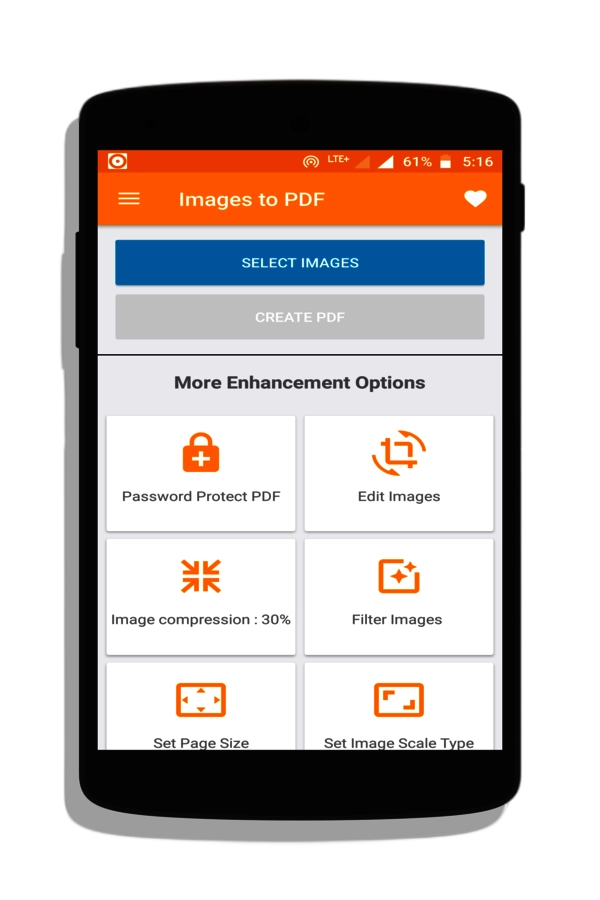 LTE+ 61% 5:16
Images to PDF
SELECT IMAGES
CREATE PDF
More Enhancement Options
Password Protect PDF
Edit Images
Image compression : 30%
Filter Images
Set Page Size
Set Image Scale Type